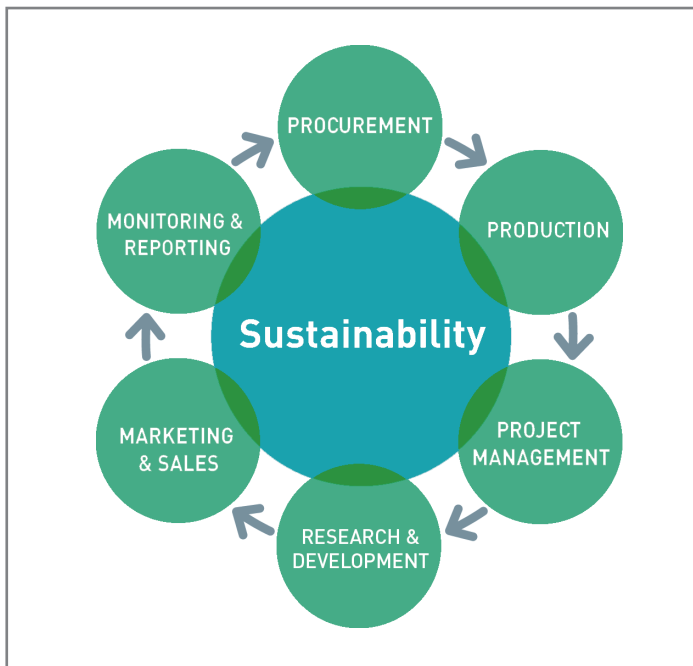 PROCUREMENT
PRODUCTION
PROJECT
MANAGEMENT
RESEARCH &
DEVELOPMENT
MARKETING
& SALES
MONITORING &
REPORTING
Sustainability